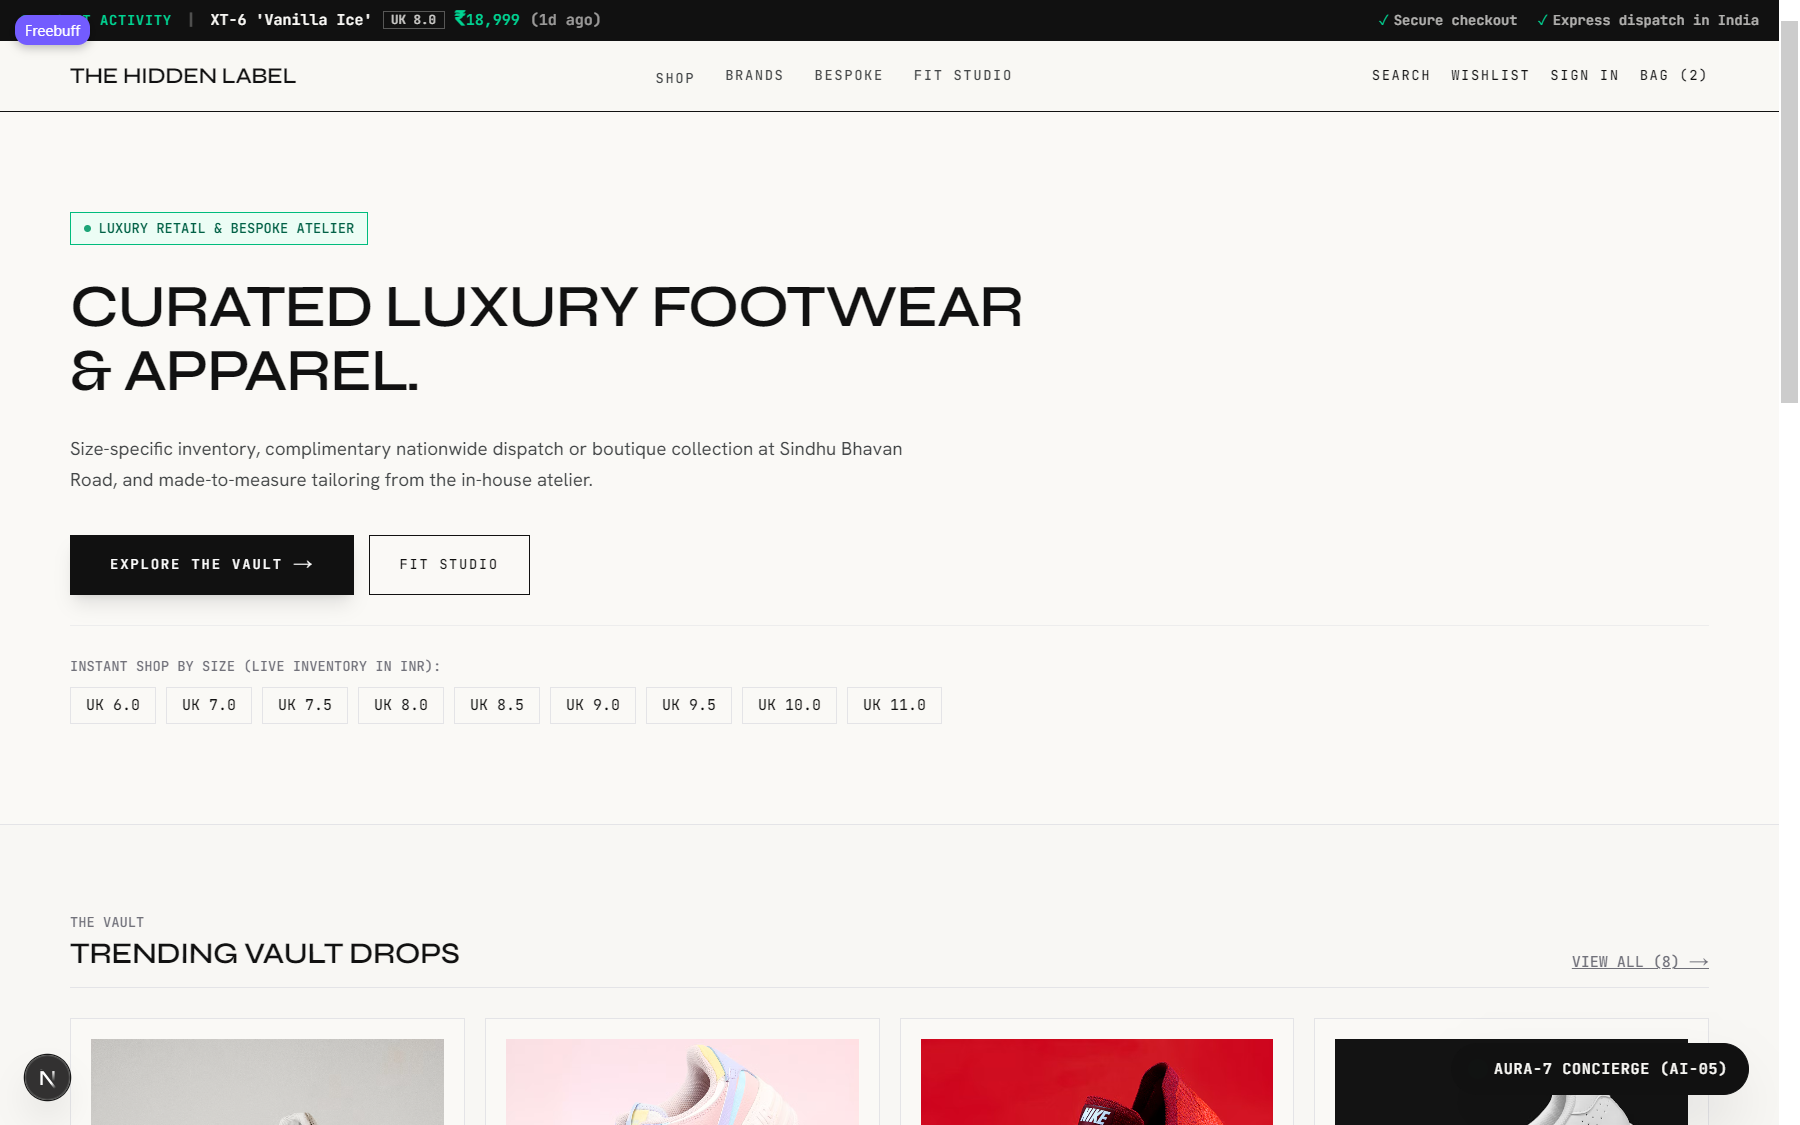 ACTIVITY | XT-6 'Vanilla Ice' UK 8.0 ₹18,999 (1d ago)
✓ Secure checkout ✓ Express dispatch in India
Freebuff
THE HIDDEN LABEL
SHOP BRANDS BESPOKE FIT STUDIO
SEARCH WISHLIST SIGN IN BAG (2)
LUXURY RETAIL & BESPOKE ATELIER
CURATED LUXURY FOOTWEAR
& APPAREL.
Size-specific inventory, complimentary nationwide dispatch or boutique collection at Sindhu Bhavan
Road, and made-to-measure tailoring from the in-house atelier.
EXPLORE THE VAULT →
FIT STUDIO
INSTANT SHOP BY SIZE (LIVE INVENTORY IN INR):
UK 6.0 UK 7.0 UK 7.5 UK 8.0 UK 8.5 UK 9.0 UK 9.5 UK 10.0 UK 11.0
THE VAULT
TRENDING VAULT DROPS
VIEW ALL (8) →
NIKE
N
AURA-7 CONCIERGE (AI-05)